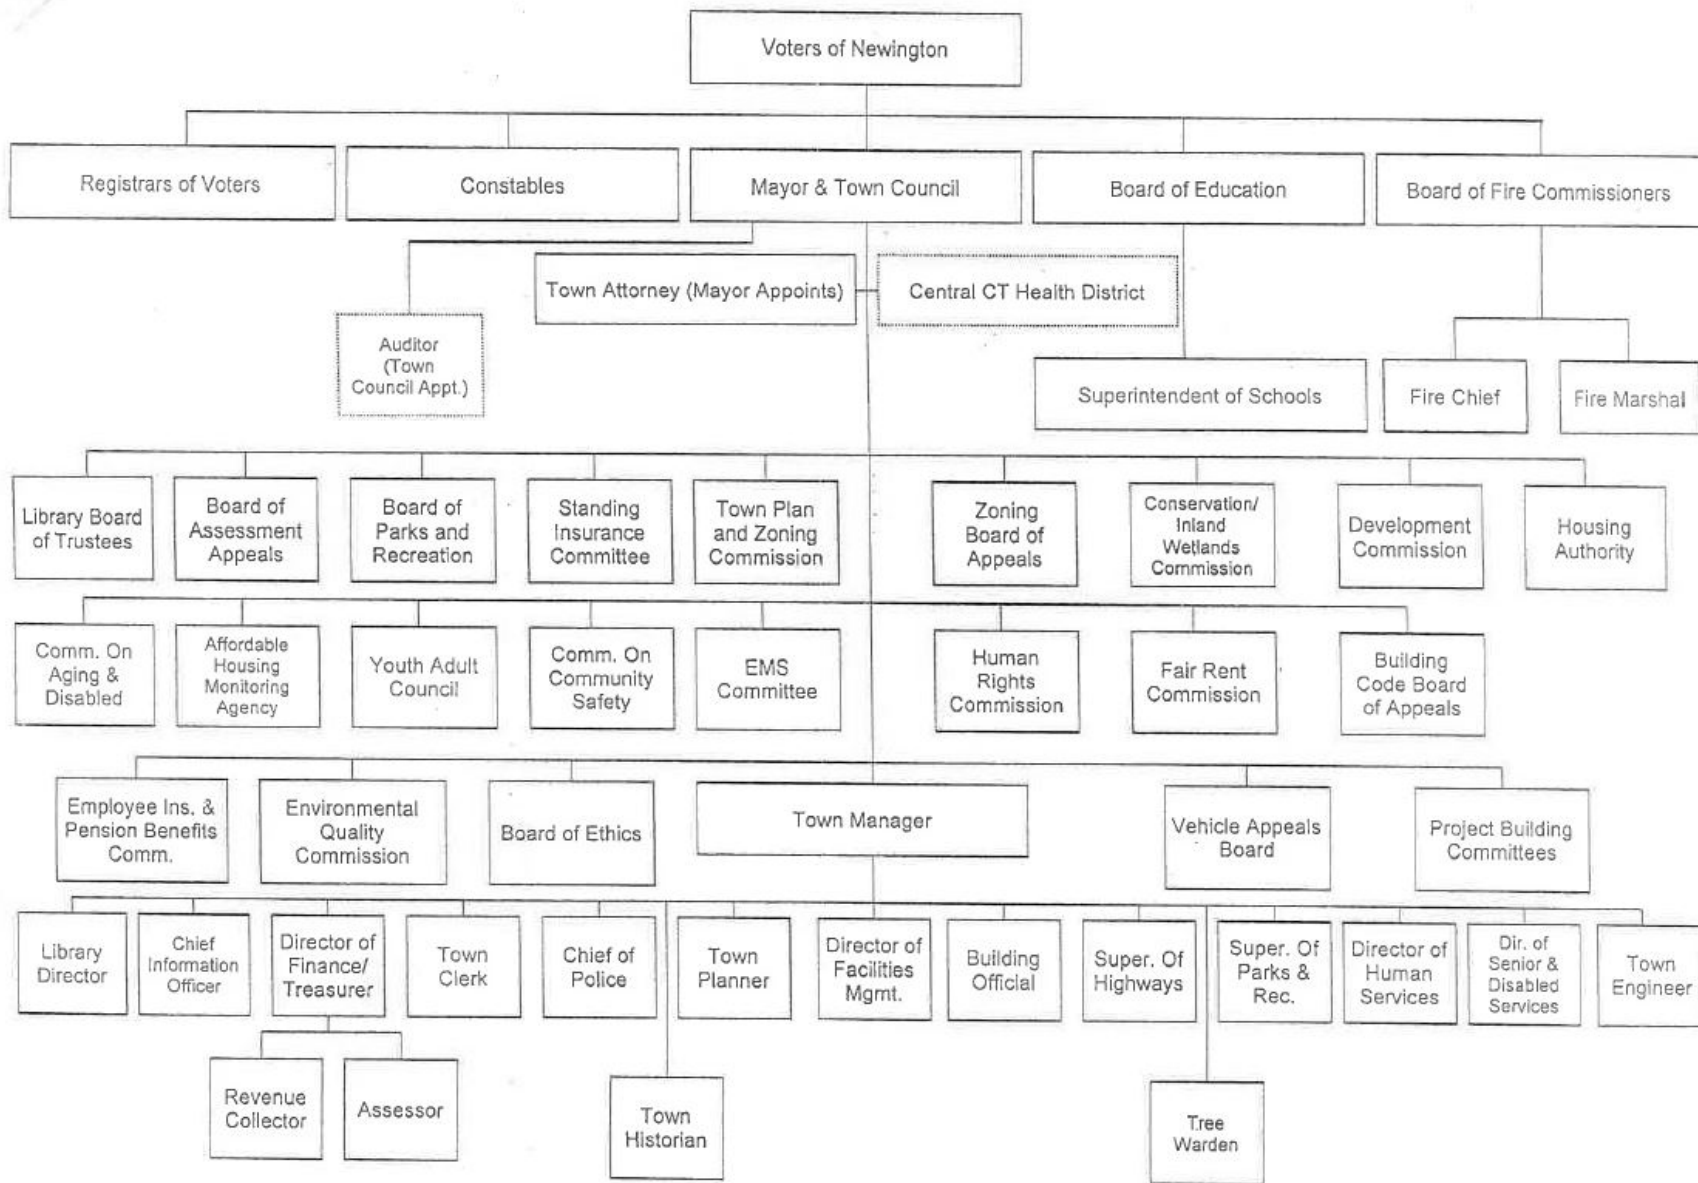 Voters of Newington
Registrars of Voters
Constables
Mayor & Town Council
Board of Education
Board of Fire Commissioners
Town Attorney (Mayor Appoints)
Central CT Health District
Auditor
(Town
Council Appt.)
Superintendent of Schools
Fire Chief
Fire Marshal
Library Board
of Trustees
Board of
Assessment
Appeals
Board of
Parks and
Recreation
Standing
Insurance
Committee
Town Plan
and Zoning
Commission
Zoning
Board of
Appeals
Conservation/
Inland
Wetlands
Commission
Development
Commission
Housing
Authority
Comm. On
Aging &
Disabled
Affordable
Housing
Monitoring
Agency
Youth Adult
Council
Comm. On
Community
Safety
EMS
Committee
Human
Rights
Commission
Fair Rent
Commission
Building
Code Board
of Appeals
Employee Ins. &
Pension Benefits
Comm.
Environmental
Quality
Commission
Board of Ethics
Town Manager
Vehicle Appeals
Board
Project Building
Committees
Library
Director
Chief
Information
Officer
Director of
Finance/
Treasurer
Town
Clerk
Chief of
Police
Town
Planner
Director of
Facilities
Mgmt.
Building
Official
Super. Of
Highways
Super. Of
Parks &
Rec.
Director of
Human
Services
Dir. of
Senior &
Disabled
Services
Town
Engineer
Revenue
Collector
Assessor
Town
Historian
Tree
Warden